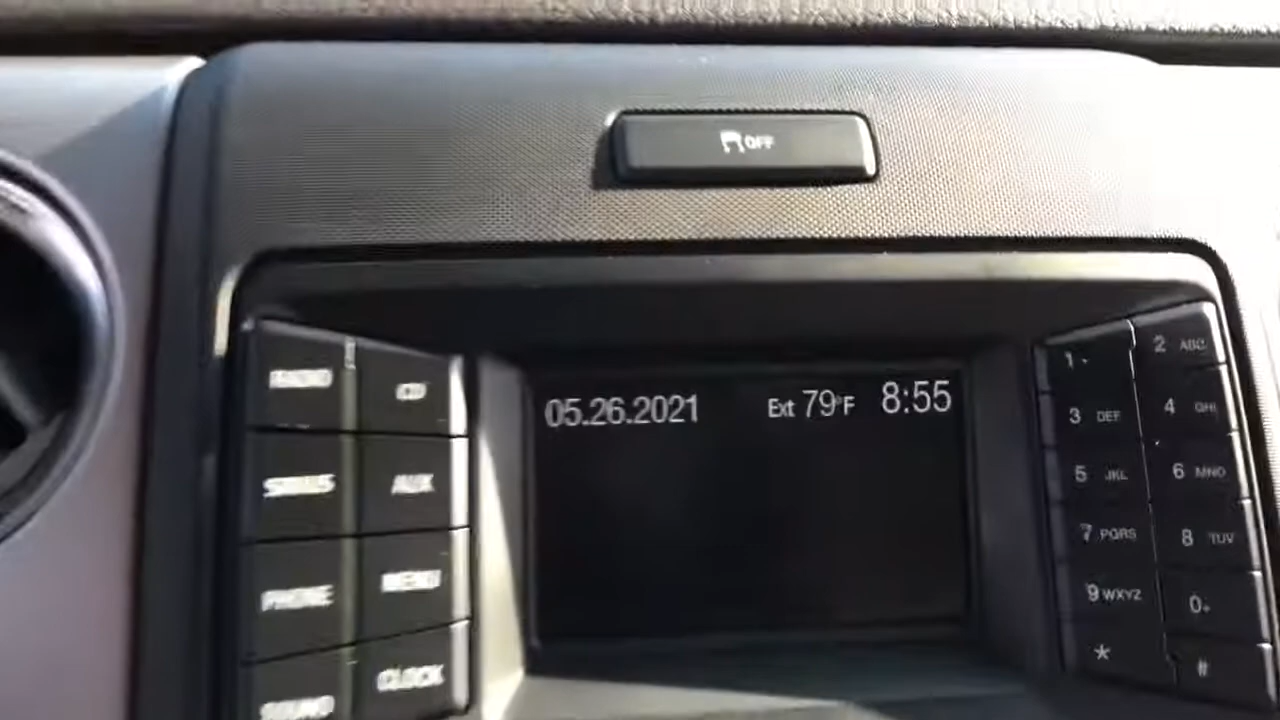 OFF
05.26.2021 Ext 79°F 8:55
RADIO CD
SIRIUS AUX
PHONE MENU
SOUND CLOCK
1 2 ABC
3 DEF 4 GHI
5 JKL 6 MNO
7 PQRS 8 TUV
9 WXYZ 0+
* #